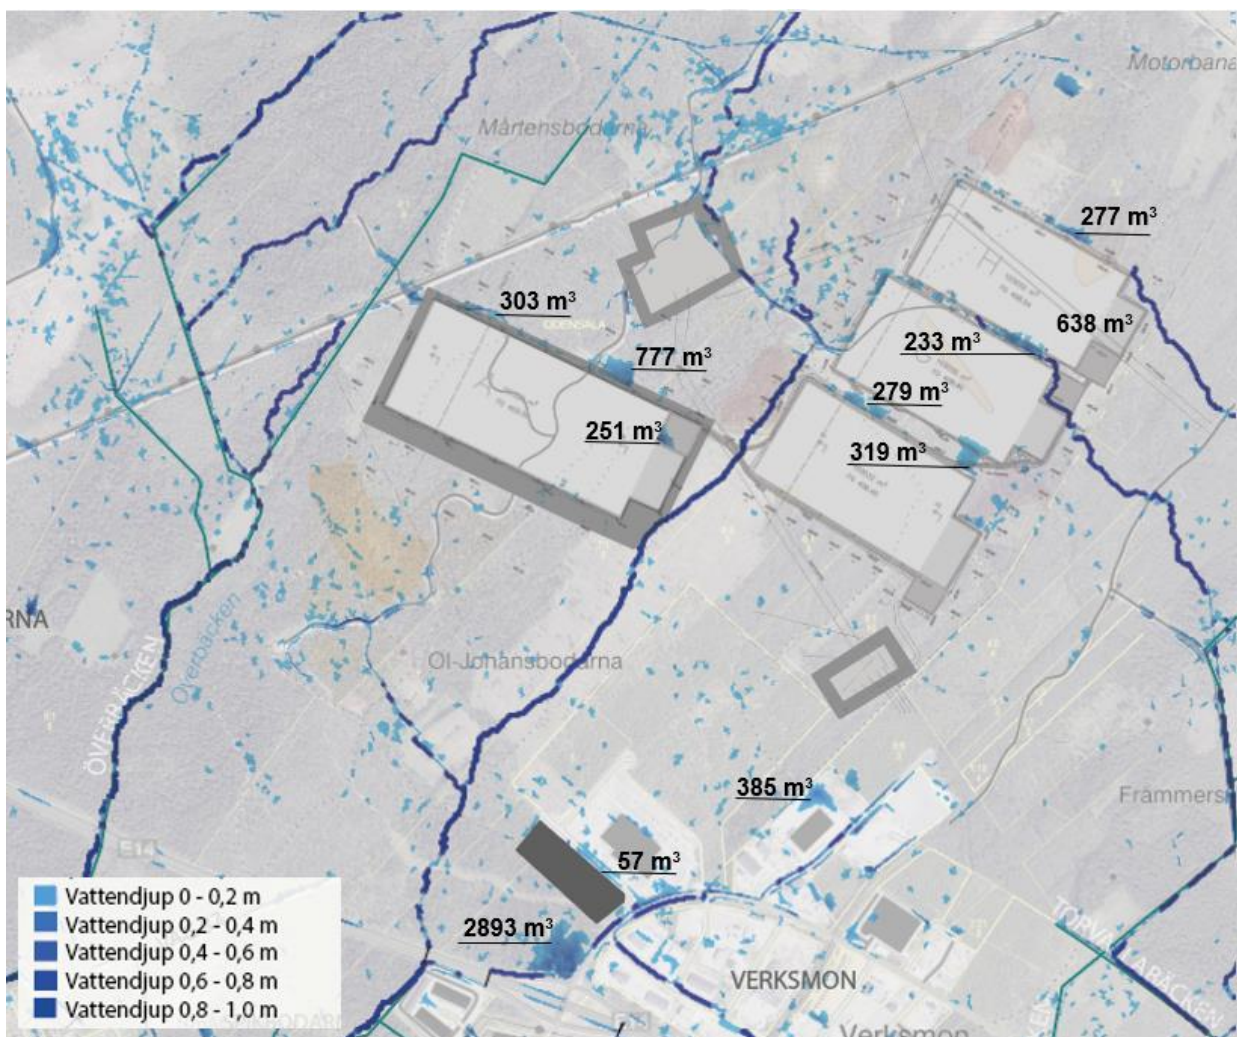 Motorbana
Mårtensbodarna
277 m³
303 m³
ODENSALA
H
638 m³
233 m³
777 m³
279 m³
251 m³
319 m³
RNA
Överbäcken
ÖVERBÄCKEN
Ol-Johansbodarna
385 m³
Främmers
E14
57 m³
2893 m³
VERKSMON
Verksmon
Vattendjup 0 - 0,2 m
Vattendjup 0,2 - 0,4 m
Vattendjup 0,4 - 0,6 m
Vattendjup 0,6 - 0,8 m
Vattendjup 0,8 - 1,0 m